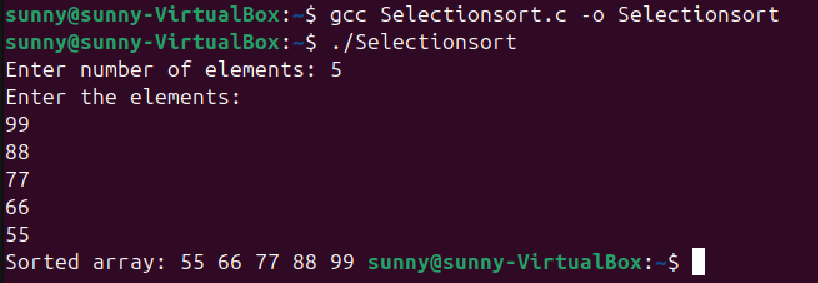 sunny@sunny-VirtualBox:~$ gcc Selectionsort.c -o Selectionsort
sunny@sunny-VirtualBox:~$ ./Selectionsort
Enter number of elements: 5
Enter the elements:
99
88
77
66
55
Sorted array: 55 66 77 88 99 sunny@sunny-VirtualBox:~$